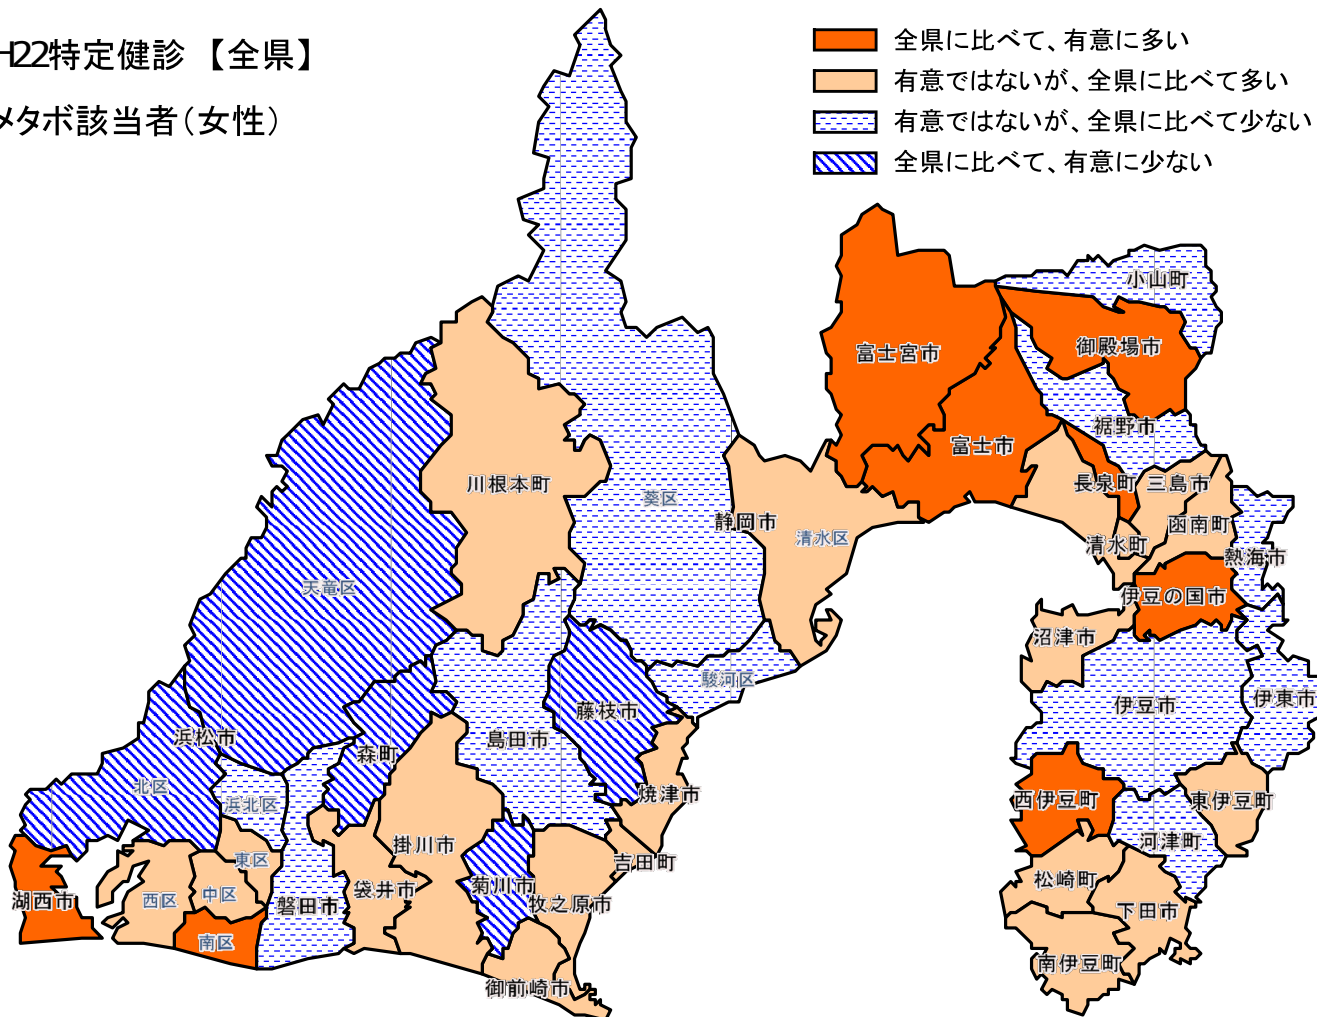 H22特定健診 【全県】
メタボ該当者(女性)
全県に比べて、有意に多い
有意ではないが、全県に比べて多い
有意ではないが、全県に比べて少ない
全県に比べて、有意に少ない
小山町
富士宮市
御殿場市
裾野市
富士市
川根本町
長泉町
三島市
葵区
静岡市
函南町
清水区
清水町
熱海市
天竜区
伊豆の国市
沼津市
駿河区
伊豆市
伊東市
藤枝市
浜松市
島田市
森町
北区
焼津市
浜北区
西伊豆町
東伊豆町
掛川市
河津町
東区
吉田町
袋井市
菊川市
松崎町
中区
西区
湖西市
磐田市
牧之原市
下田市
南区
南伊豆町
御前崎市